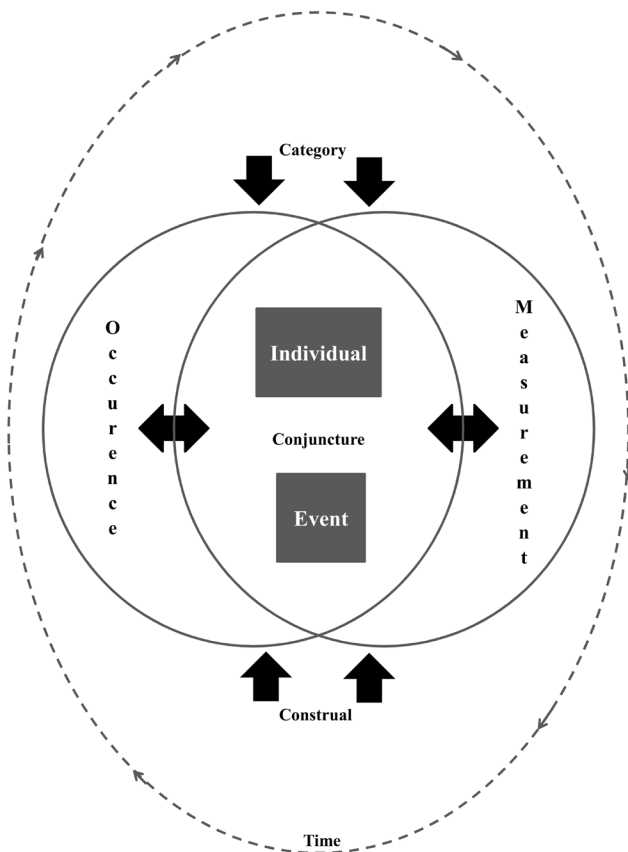 Category
Occurence
Measurement
Individual
Conjuncture
Event
Construal
Time